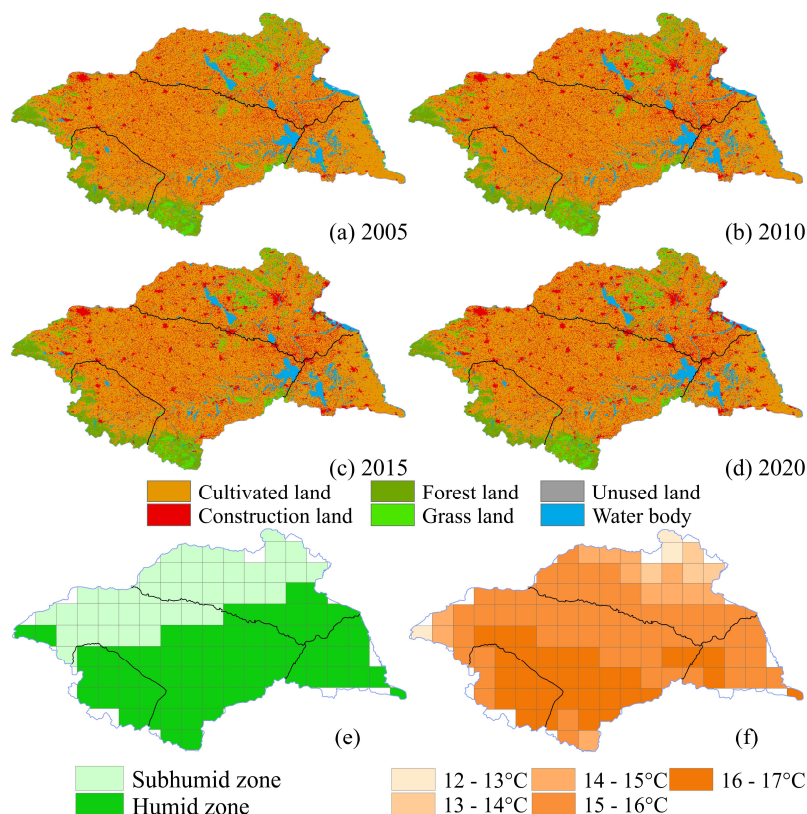 (a) 2005
(b) 2010
(c) 2015
(d) 2020
Cultivated land
Forest land
Unused land
Construction land
Grass land
Water body
(e)
(f)
Subhumid zone
Humid zone
12 - 13°C
14 - 15°C
16 - 17°C
13 - 14°C
15 - 16°C